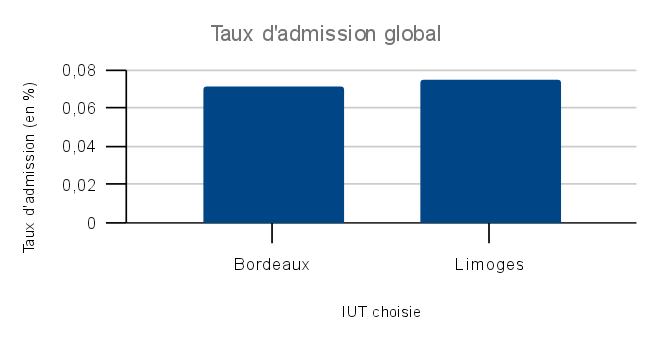 Taux d'admission global
Taux d'admission (en %)
0,08
0,06
0,04
0,02
0
Bordeaux
Limoges
IUT choisie